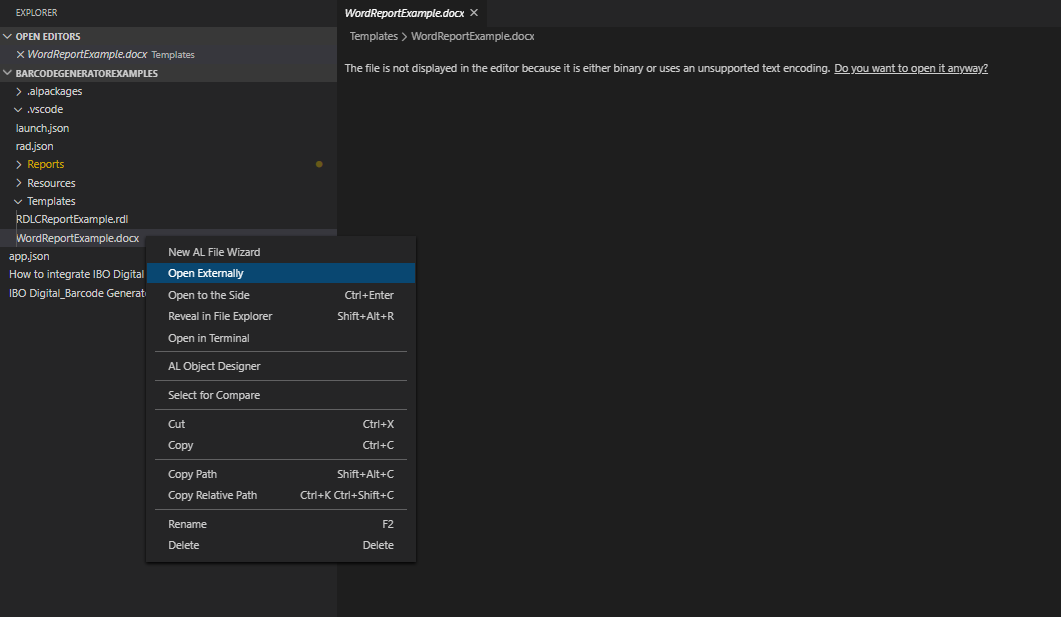 EXPLORER
OPEN EDITORS
WordReportExample.docx Templates
BARCODEGENERATOREXAMPLES
.alpackages
.vscode
launch.json
rad.json
Reports
Resources
Templates
RDLCReportExample.rdl
WordReportExample.docx
app.json
How to integrate IBO Digital
IBO Digital_Barcode Generat
WordReportExample.docx
Templates > WordReportExample.docx
The file is not displayed in the editor because it is either binary or uses an unsupported text encoding. Do you want to open it anyway?
New AL File Wizard
Open Externally
Open to the Side Ctrl+Enter
Reveal in File Explorer Shift+Alt+R
Open in Terminal
AL Object Designer
Select for Compare
Cut Ctrl+X
Copy Ctrl+C
Copy Path Shift+Alt+C
Copy Relative Path Ctrl+K Ctrl+Shift+C
Rename F2
Delete Delete